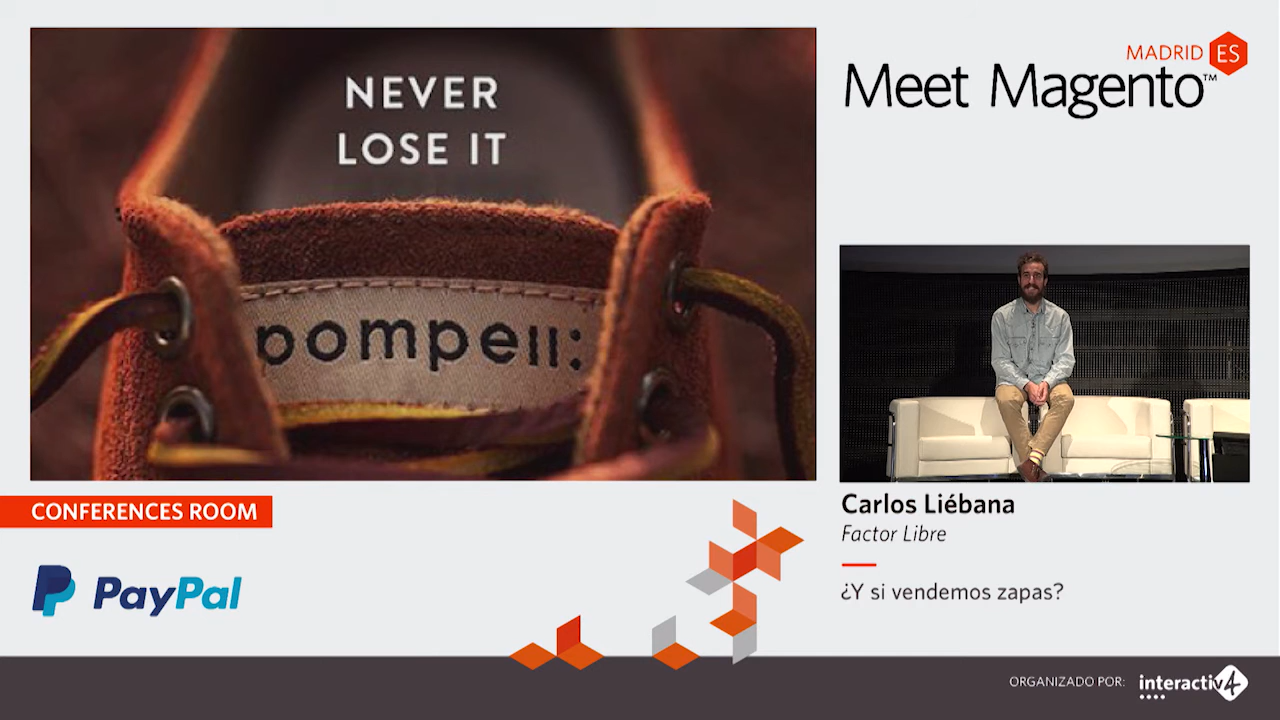 NEVER
LOSE IT
pompeii:
MADRID ES
Meet Magento™
CONFERENCES ROOM
PayPal
Carlos Liébana
Factor Libre
¿Y si vendemos zapas?
ORGANIZADO POR: interactiv4